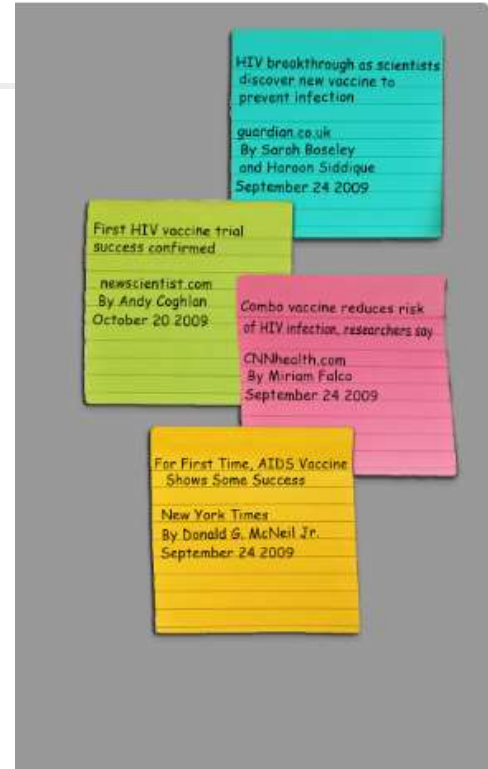 HIV breakthrough as scientists
discover new vaccine to
prevent infection
guardian.co.uk
By Sarah Boseley
and Haroon Siddique
September 24 2009
First HIV vaccine trial
success confirmed
newscientist.com
By Andy Coghlan
October 20 2009
Combo vaccine reduces risk
of HIV infection, researchers say
CNNhealth.com
By Miriam Falco
September 24 2009
For First Time, AIDS Vaccine
Shows Some Success
New York Times
By Donald G. McNeil Jr.
September 24 2009